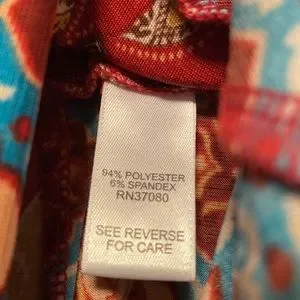 94% POLYESTER
6% SPANDEX
RN37080
SEE REVERSE
FOR CARE